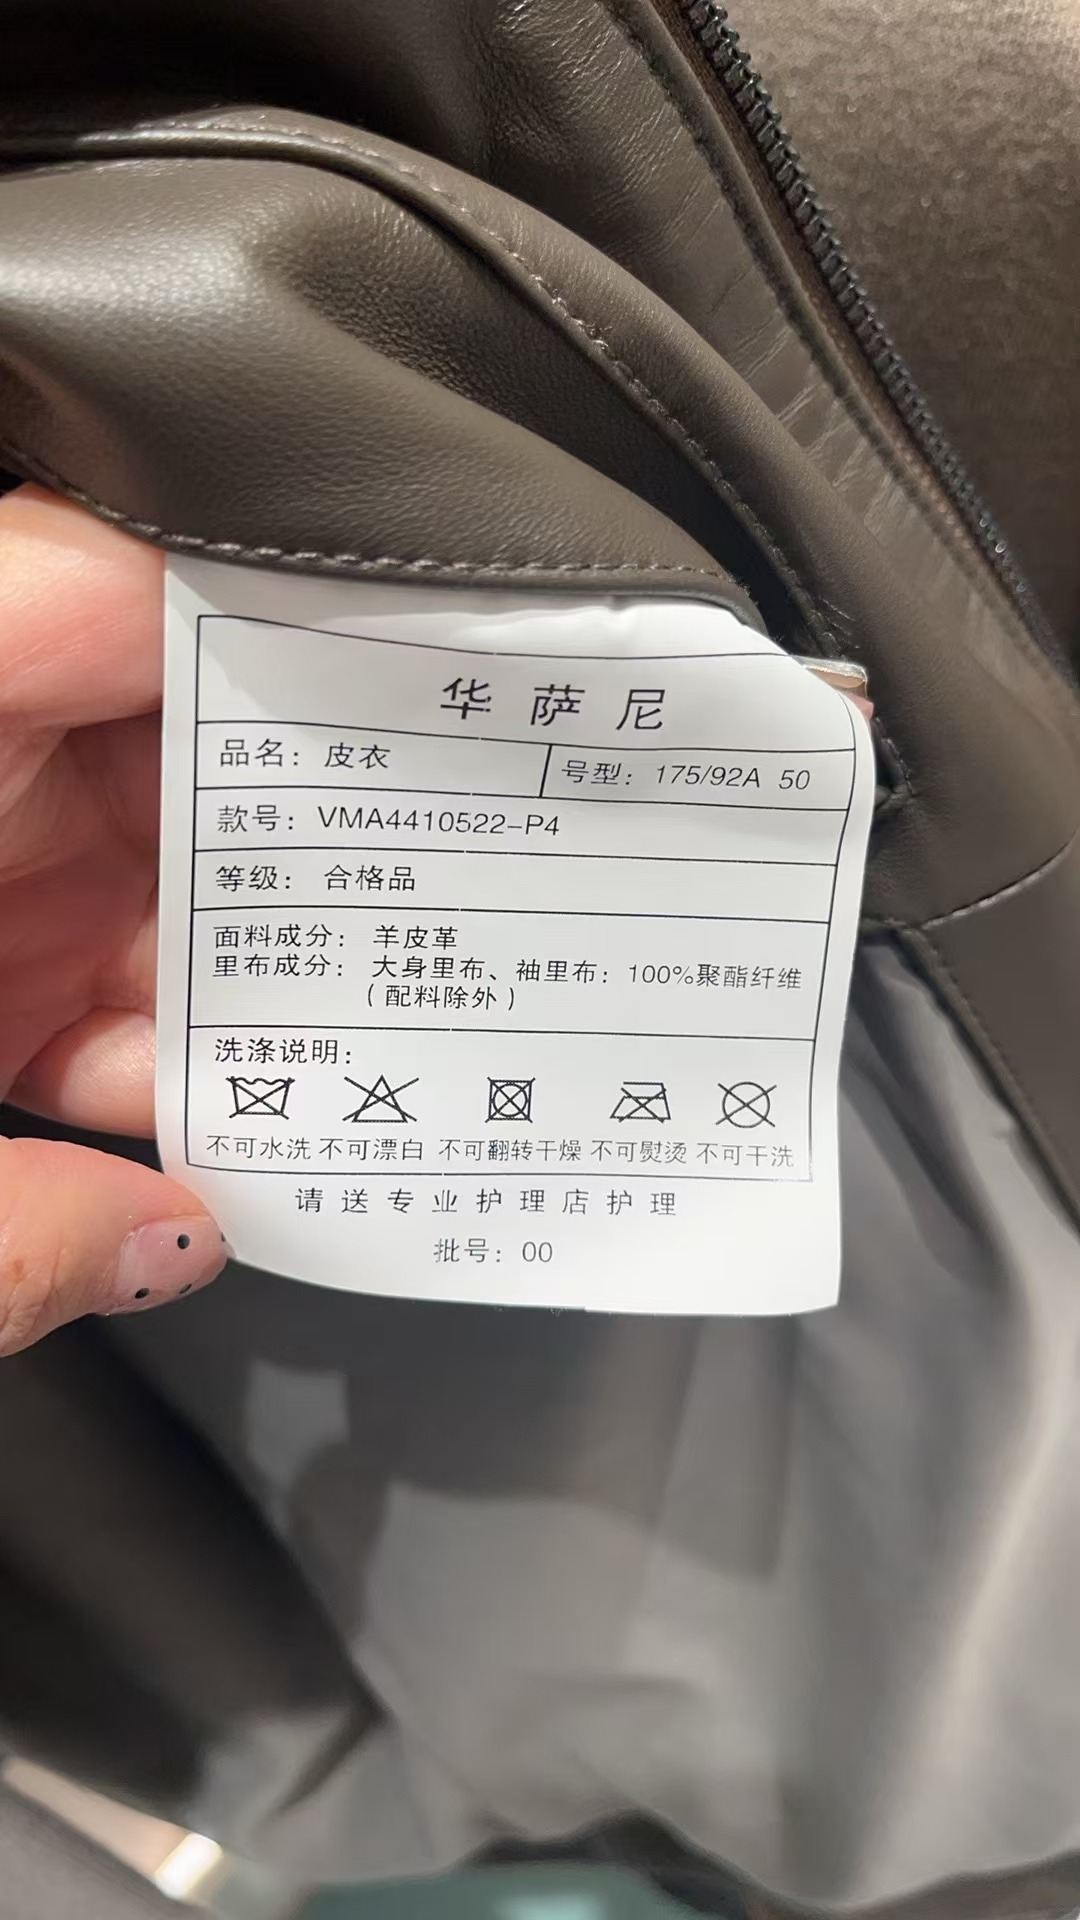 华萨尼
品名：皮衣
号型：175/92A 50
款号：VMA4410522-P4
等级：合格品
面料成分：羊皮革
里布成分：大身里布、袖里布：100%聚酯纤维
（配料除外）
洗涤说明：
不可水洗 不可漂白 不可翻转干燥 不可熨烫 不可干洗
请送专业护理店护理
批号：00